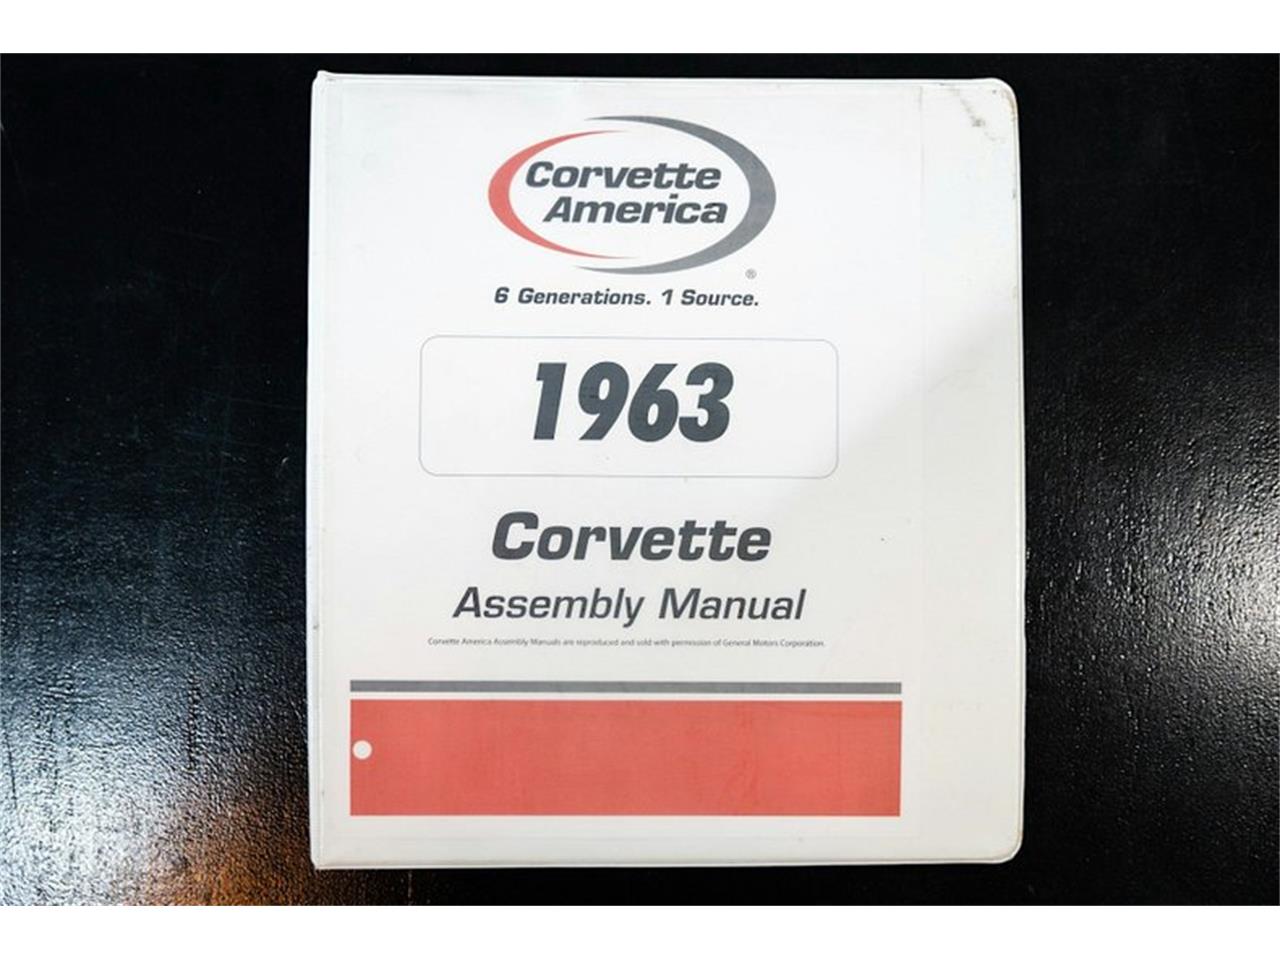 Corvette
America
®
6 Generations. 1 Source.
1963
Corvette
Assembly Manual
Corvette America Assembly Manuals are reproduced and sold with permission of General Motors Corporation.